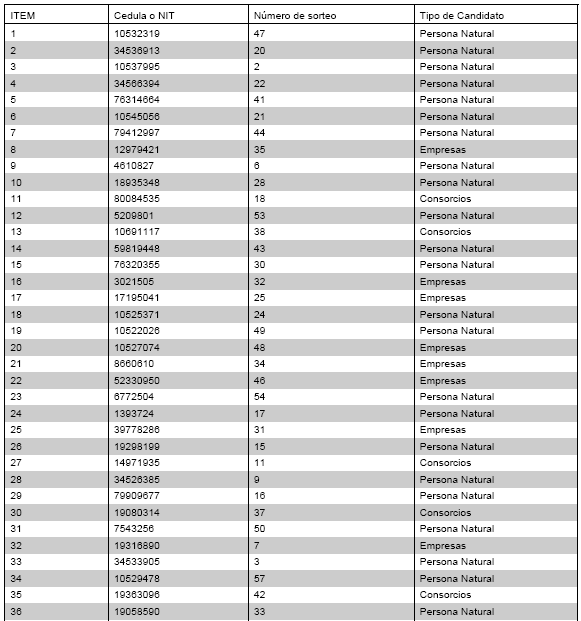 ITEM Cedula o NIT Número de sorteo Tipo de Candidato
1 10532319 47 Persona Natural
2 34536913 20 Persona Natural
3 10537995 2 Persona Natural
4 34566394 22 Persona Natural
5 76314664 41 Persona Natural
6 10545056 21 Persona Natural
7 79412997 44 Persona Natural
8 12979421 35 Empresas
9 4610827 6 Persona Natural
10 18935348 28 Persona Natural
11 80084535 18 Consorcios
12 5209801 53 Persona Natural
13 10691117 38 Consorcios
14 59819448 43 Persona Natural
15 76320355 30 Persona Natural
16 3021505 32 Empresas
17 17195041 25 Empresas
18 10525371 24 Persona Natural
19 10522026 49 Persona Natural
20 10527074 48 Empresas
21 8660610 34 Empresas
22 52330950 46 Empresas
23 6772504 54 Persona Natural
24 1393724 17 Persona Natural
25 39778286 31 Empresas
26 19298199 15 Persona Natural
27 14971935 11 Consorcios
28 34526385 9 Persona Natural
29 79909677 16 Persona Natural
30 19080314 37 Consorcios
31 7543256 50 Persona Natural
32 19316890 7 Empresas
33 34533905 3 Persona Natural
34 10529478 57 Persona Natural
35 19363096 42 Consorcios
36 19058590 33 Persona Natural